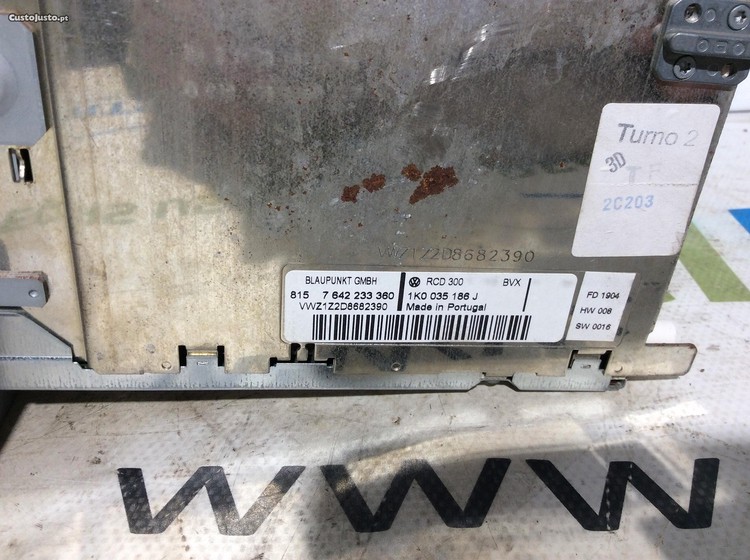 CustoJusto.pt
Turno 2
3D
T F
2C203
VWZ1Z2D8682390
BLAUPUNKT GMBH
RCD 300 BVX
815 7 642 233 360
1K0 035 186 J
VWZ1Z2D8682390
Made in Portugal
FD 1904
HW 008
SW 0016
WWW